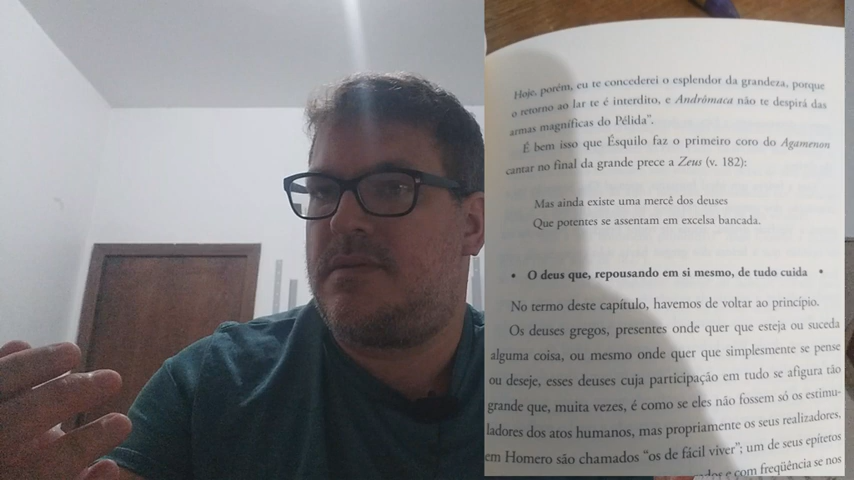 Hoje, porém, eu te concederei o esplendor da grandeza, porque
o retorno ao lar te é interdito, e Andrômaca não te despirá das
armas magníficas do Pélida".
É bem isso que Ésquilo faz o primeiro coro do Agamenon
cantar no final da grande prece a Zeus (v. 182):
Mas ainda existe uma mercê dos deuses
Que potentes se assentam em excelsa bancada.
• O deus que, repousando em si mesmo, de tudo cuida •
No termo deste capítulo, havemos de voltar ao princípio.
Os deuses gregos, presentes onde quer que esteja ou suceda
alguma coisa, ou mesmo onde quer que simplesmente se pense
ou deseje, esses deuses cuja participação em tudo se afigura tão
grande que, muita vezes, é como se eles não fossem só os estimu-
ladores dos atos humanos, mas propriamente os seus realizadores,
em Homero são chamados "os de fácil viver"; um de seus epítetos
e com freqüência se nos